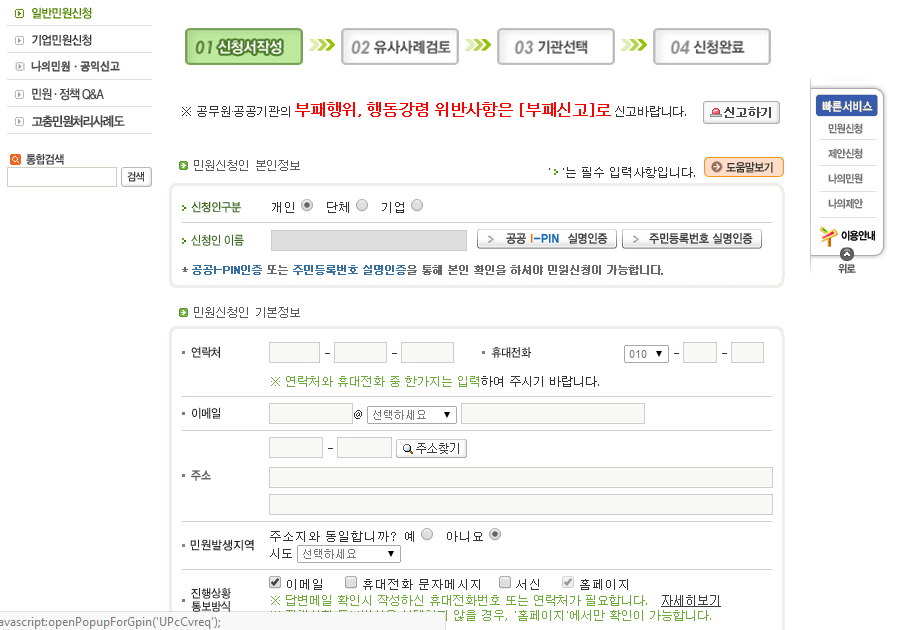 일반민원신청
기업민원신청
나의민원 · 공익신고
민원 · 정책 Q&A
고충민원처리사례도
통합검색
검색
01 신청서작성
02 유사사례검토
03 기관선택
04 신청완료
※ 공무원·공공기관의 부패행위, 행동강령 위반사항은 [부패신고]로 신고바랍니다.
신고하기
민원신청인 본인정보
' '는 필수 입력사항입니다.
도움말보기
신청인구분 개인 단체 기업
신청인 이름 공공 I-PIN 실명인증 주민등록번호 실명인증
* 공공I-PIN인증 또는 주민등록번호 실명인증을 통해 본인 확인을 하셔야 민원신청이 가능합니다.
민원신청인 기본정보
연락처 - - 휴대전화 010 - -
※ 연락처와 휴대전화 중 한가지는 입력하여 주시기 바랍니다.
이메일 @ 선택하세요
- 주소찾기
주소
민원발생지역 주소지와 동일합니까? 예 아니요
시도 선택하세요
진행상황
통보방식
이메일 휴대전화 문자메시지 서신 홈페이지
※ 답변메일 확인시 작성하신 휴대전화번호 또는 연락처가 필요합니다. 자세히보기
않을 경우, '홈페이지'에서만 확인이 가능합니다.
avascript:openPopupForGpin('UPcCvreq');
빠른서비스
민원신청
제안신청
나의민원
나의제안
이용안내
위로